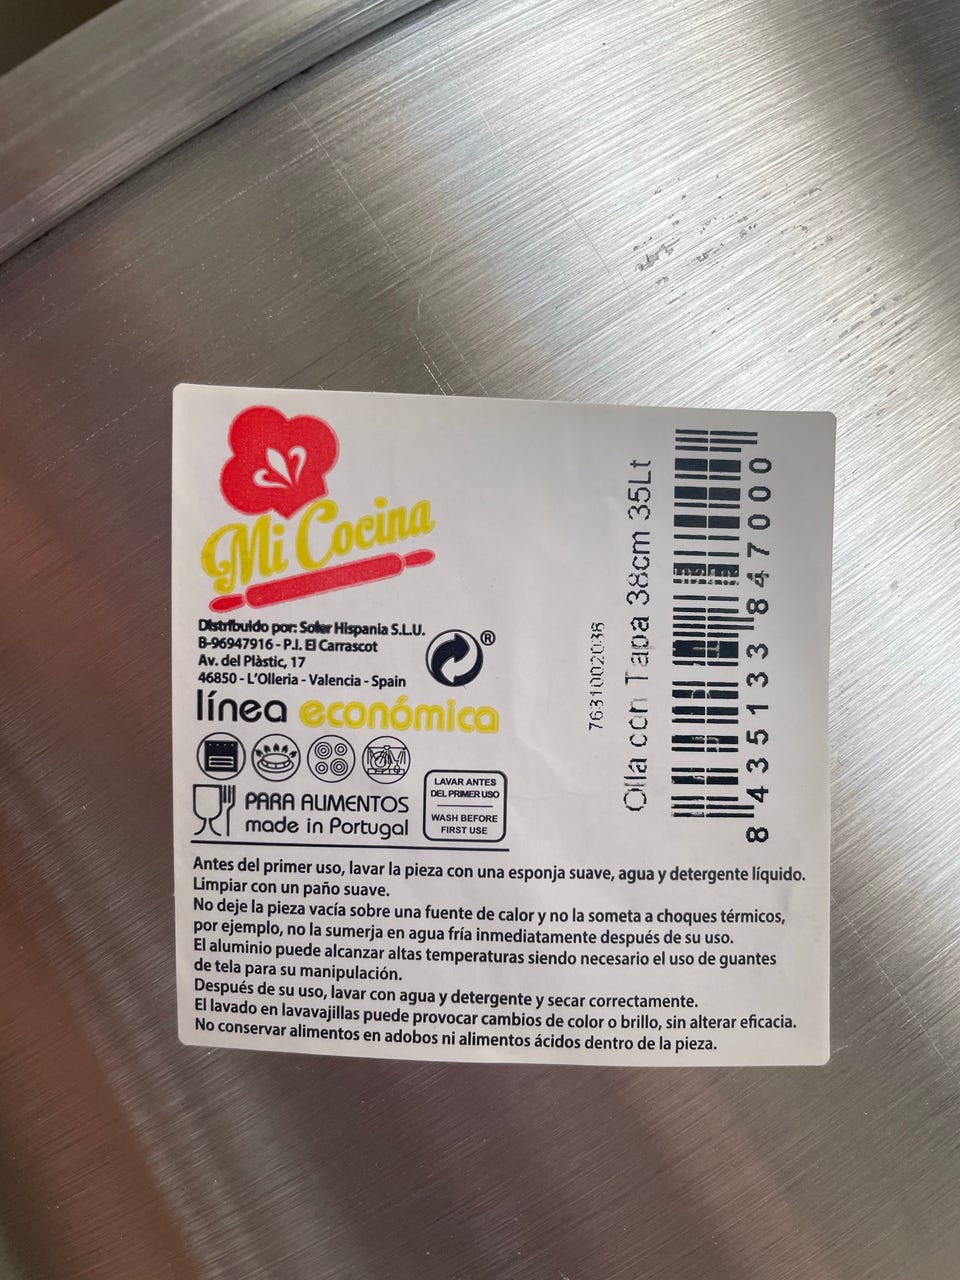 Mi Cocina
Distribuido por: Soler Hispania S.L.U.
B-96947916 - P.I. El Carrascot
Av. del Plàstic, 17
46850 - L'Olleria - Valencia - Spain
®
línea económica
PARA ALIMENTOS
made in Portugal
LAVAR ANTES
DEL PRIMER USO
WASH BEFORE
FIRST USE
7631002036
Olla con Tapa 38cm 35Lt
8 435133 847000
Antes del primer uso, lavar la pieza con una esponja suave, agua y detergente líquido.
Limpiar con un paño suave.
No deje la pieza vacía sobre una fuente de calor y no la someta a choques térmicos,
por ejemplo, no la sumerja en agua fría inmediatamente después de su uso.
El aluminio puede alcanzar altas temperaturas siendo necesario el uso de guantes
de tela para su manipulación.
Después de su uso, lavar con agua y detergente y secar correctamente.
El lavado en lavavajillas puede provocar cambios de color o brillo, sin alterar eficacia.
No conservar alimentos en adobos ni alimentos ácidos dentro de la pieza.